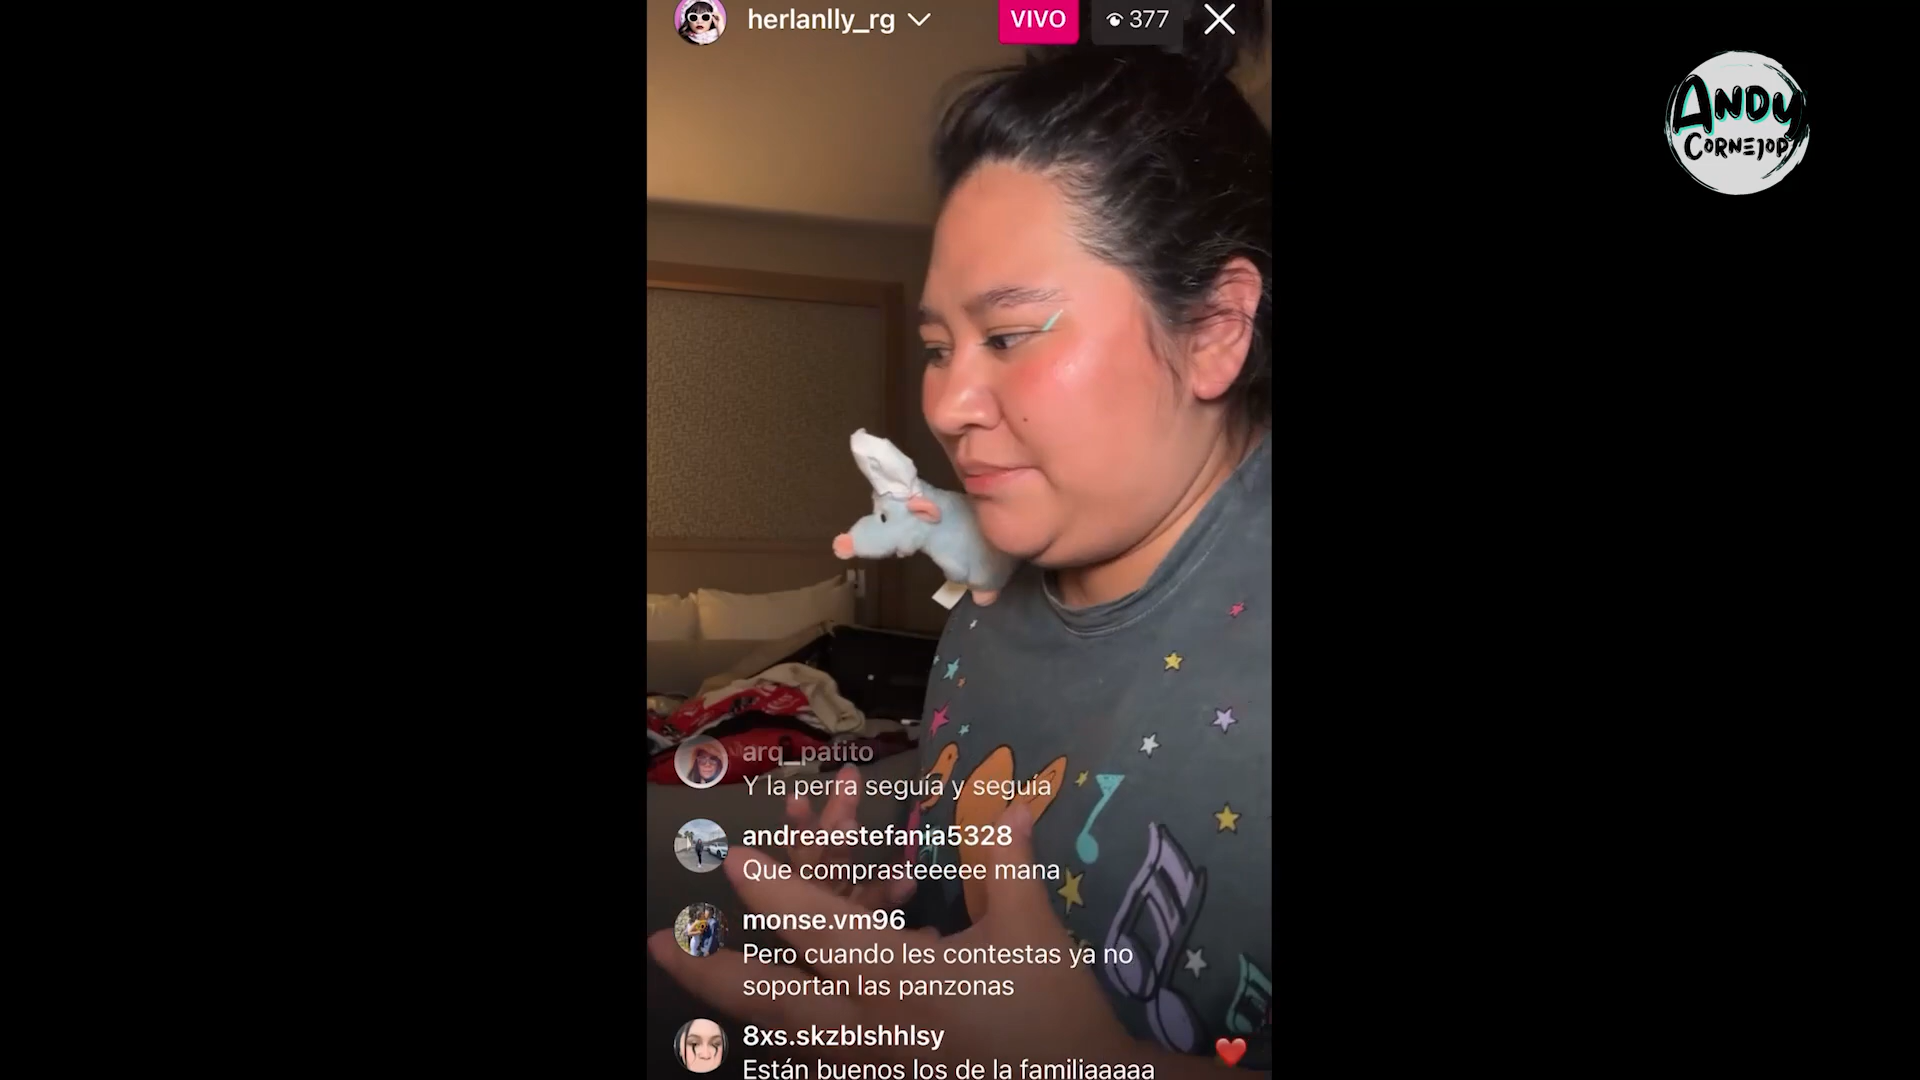 herlanlly_rg
VIVO
377
ANDY
CORNEJOP
arq_patito
Y la perra seguía y seguía
andreaestefania5328
Que comprasteeeee mana
monse.vm96
Pero cuando les contestas ya no
soportan las panzonas
8xs.skzblshhlsy
Están buenos los de la familiaaaaa